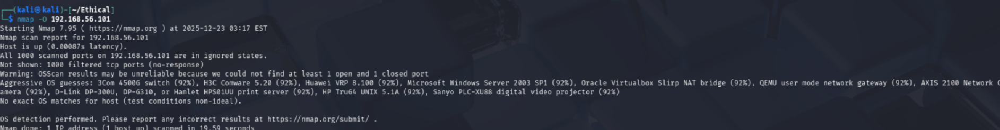 ┌──(kali㉿kali)-[~/Ethical]
└─$ nmap -O 192.168.56.101
Starting Nmap 7.95 ( https://nmap.org ) at 2025-12-23 03:17 EST
Nmap scan report for 192.168.56.101
Host is up (0.00087s latency).
All 1000 scanned ports on 192.168.56.101 are in ignored states.
Not shown: 1000 filtered tcp ports (no-response)
Warning: OSScan results may be unreliable because we could not find at least 1 open and 1 closed port
Aggressive OS guesses: 3Com 4500G switch (92%), H3C Comware 5.20 (92%), Huawei VRP 8.100 (92%), Microsoft Windows Server 2003 SP1 (92%), Oracle Virtualbox Slirp NAT bridge (92%), QEMU user mode network gateway (92%), AXIS 2100 Network C
amera (92%), D-Link DP-300U, DP-G310, or Hamlet HPS01UU print server (92%), HP Tru64 UNIX 5.1A (92%), Sanyo PLC-XU88 digital video projector (92%)
No exact OS matches for host (test conditions non-ideal).
OS detection performed. Please report any incorrect results at https://nmap.org/submit/ .
Nmap done: 1 IP address (1 host up) scanned in 19.59 seconds